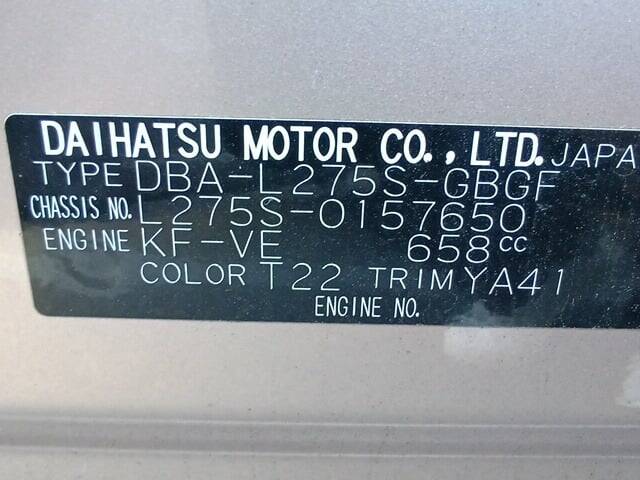 DAIHATSU MOTOR CO., LTD. JAPA
TYPE DBA-L275S-GBGF
CHASSIS NO. L275S-0157650
ENGINE KF-VE 658cc
COLOR T22 TRIM YA41
ENGINE NO.